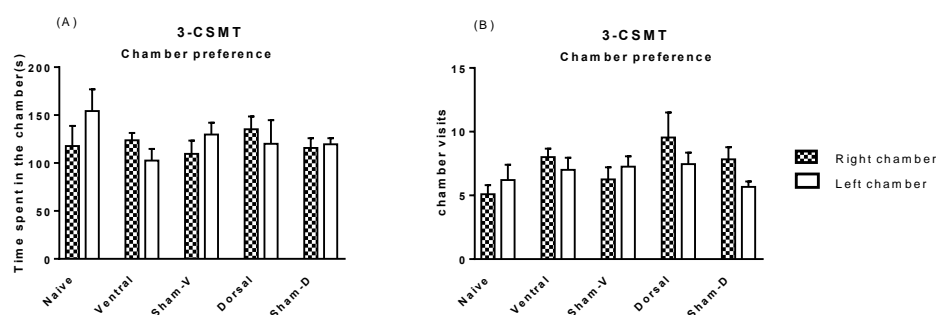 (A)
3-CSMT
Chamber preference
Time spent in the chamber(s)
200
150
100
50
0
Naive
Ventral
Sham-V
Dorsal
Sham-D
(B)
3-CSMT
Chamber preference
chamber visits
15
10
5
0
Naive
Ventral
Sham-V
Dorsal
Sham-D
Right chamber
Left chamber